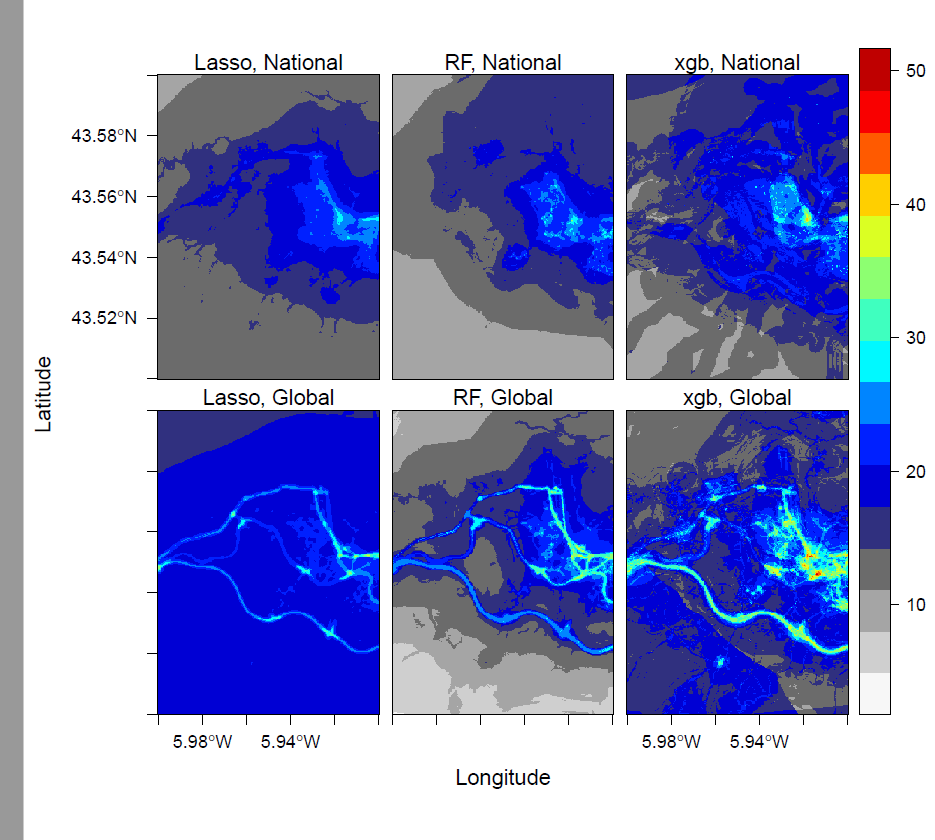 Lasso, National
RF, National
xgb, National
50
43.58°N
43.56°N
40
43.54°N
43.52°N
30
Latitude
Lasso, Global
RF, Global
xgb, Global
20
10
5.98°W
5.94°W
5.98°W
5.94°W
Longitude